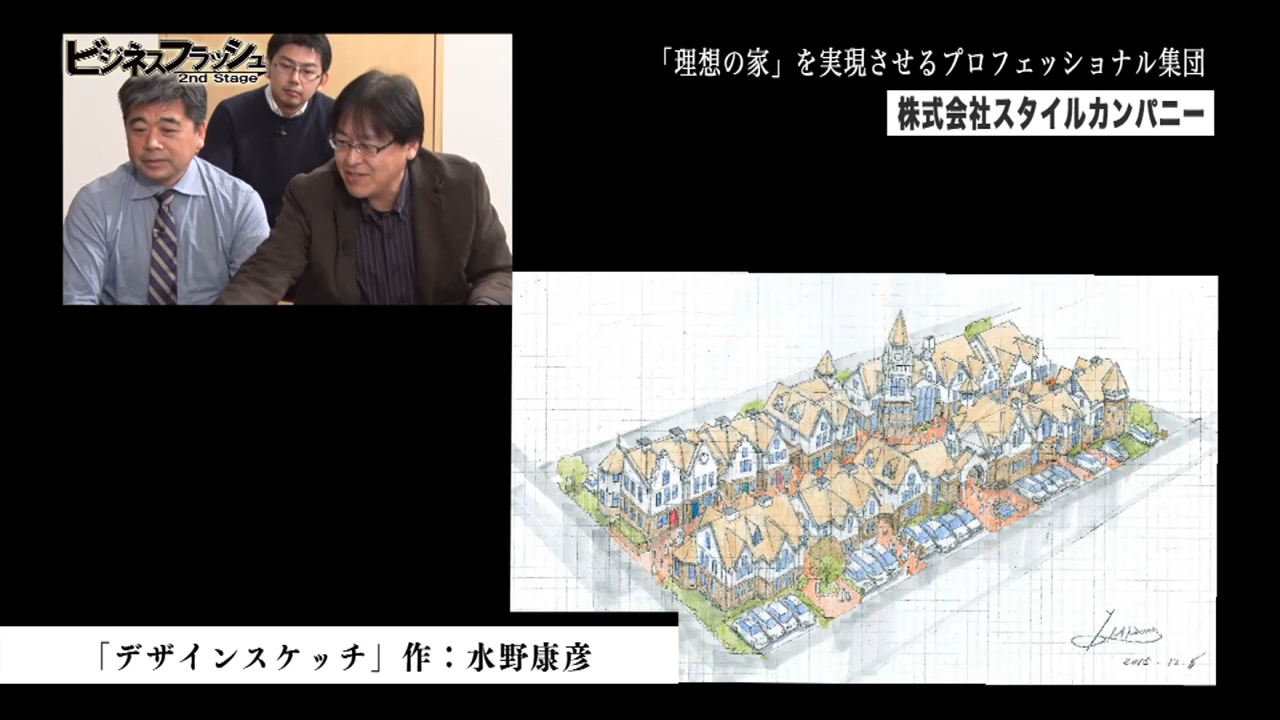 ビジネスフラッシュ
2nd Stage
「理想の家」を実現させるプロフェッショナル集団
株式会社スタイルカンパニー
「デザインスケッチ」作：水野康彦